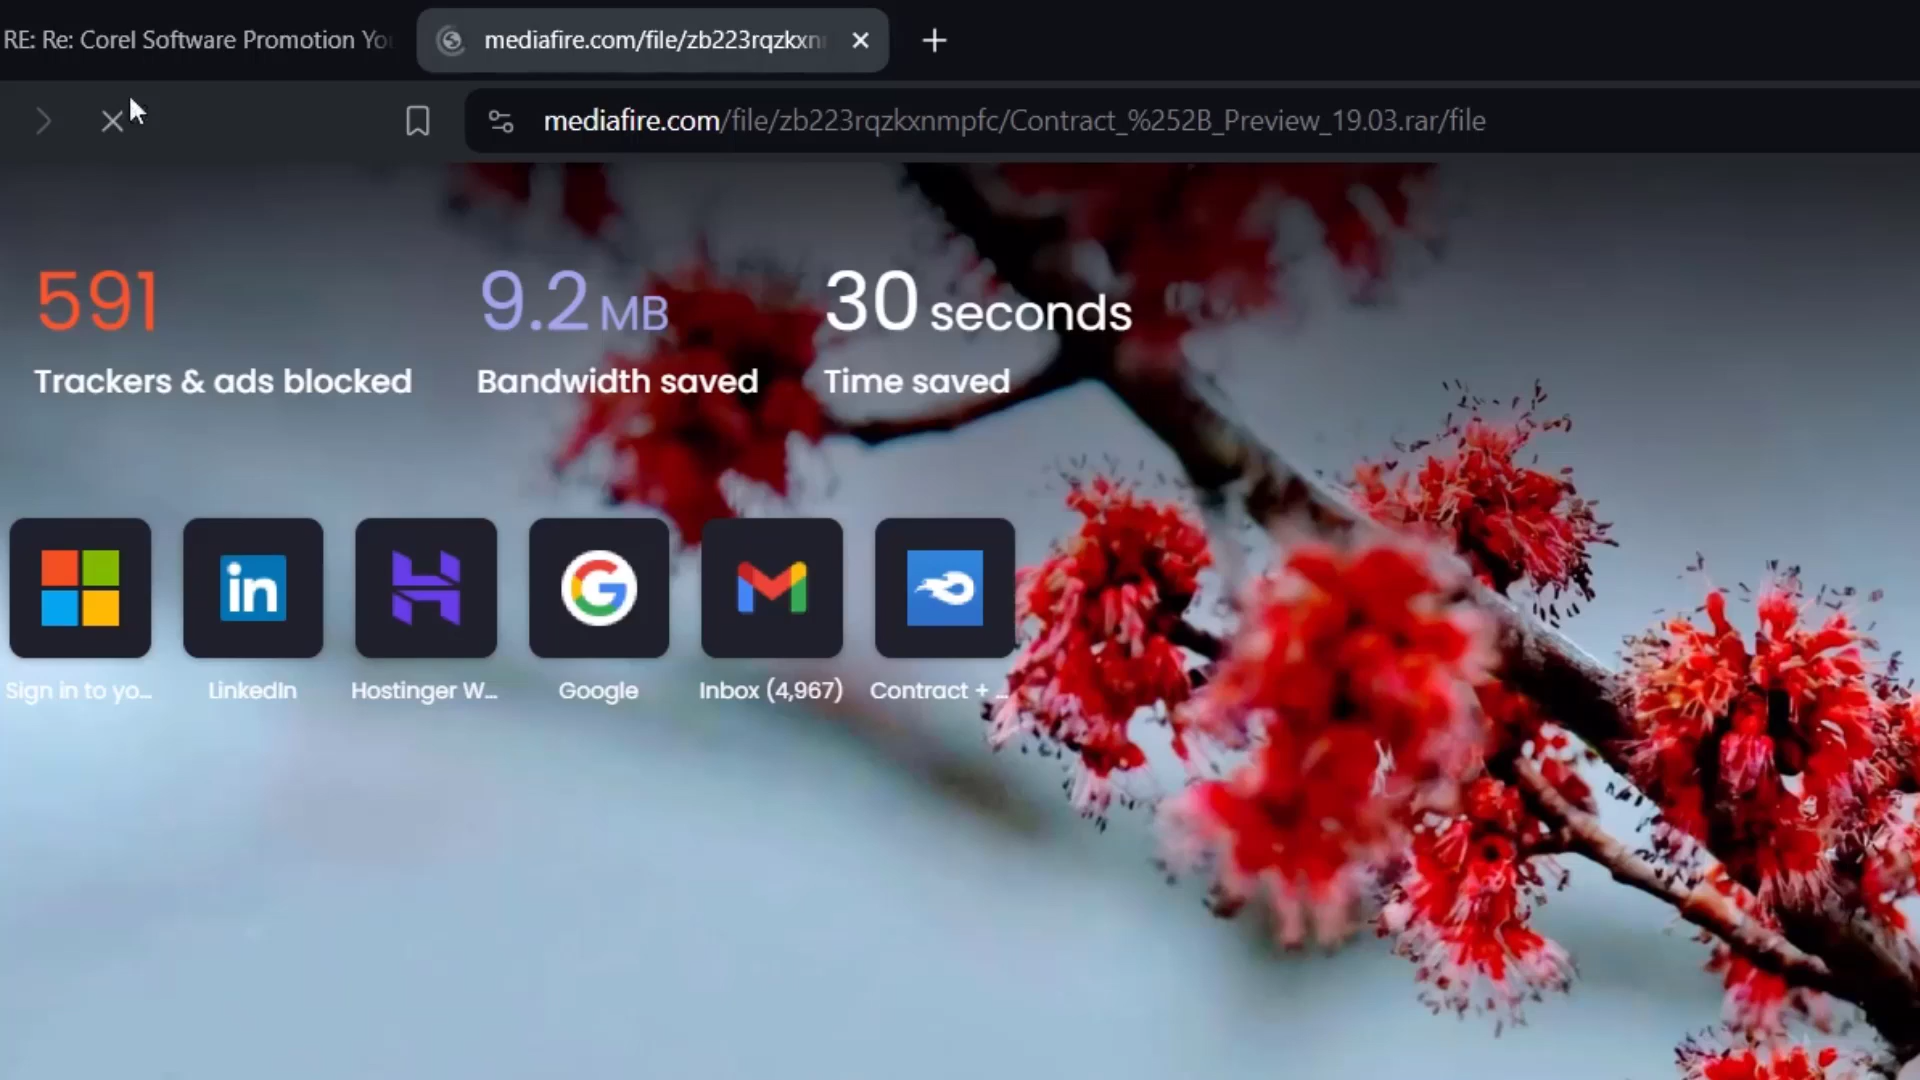 RE: Re: Corel Software Promotion You
mediafire.com/file/zb223rqzkxn
mediafire.com/file/zb223rqzkxnmpfc/Contract_%252B_Preview_19.03.rar/file
591
9.2 MB
30 seconds
Trackers & ads blocked
Bandwidth saved
Time saved
in
G
Sign in to yo...
LinkedIn
Hostinger W...
Google
Inbox (4,967)
Contract + ...